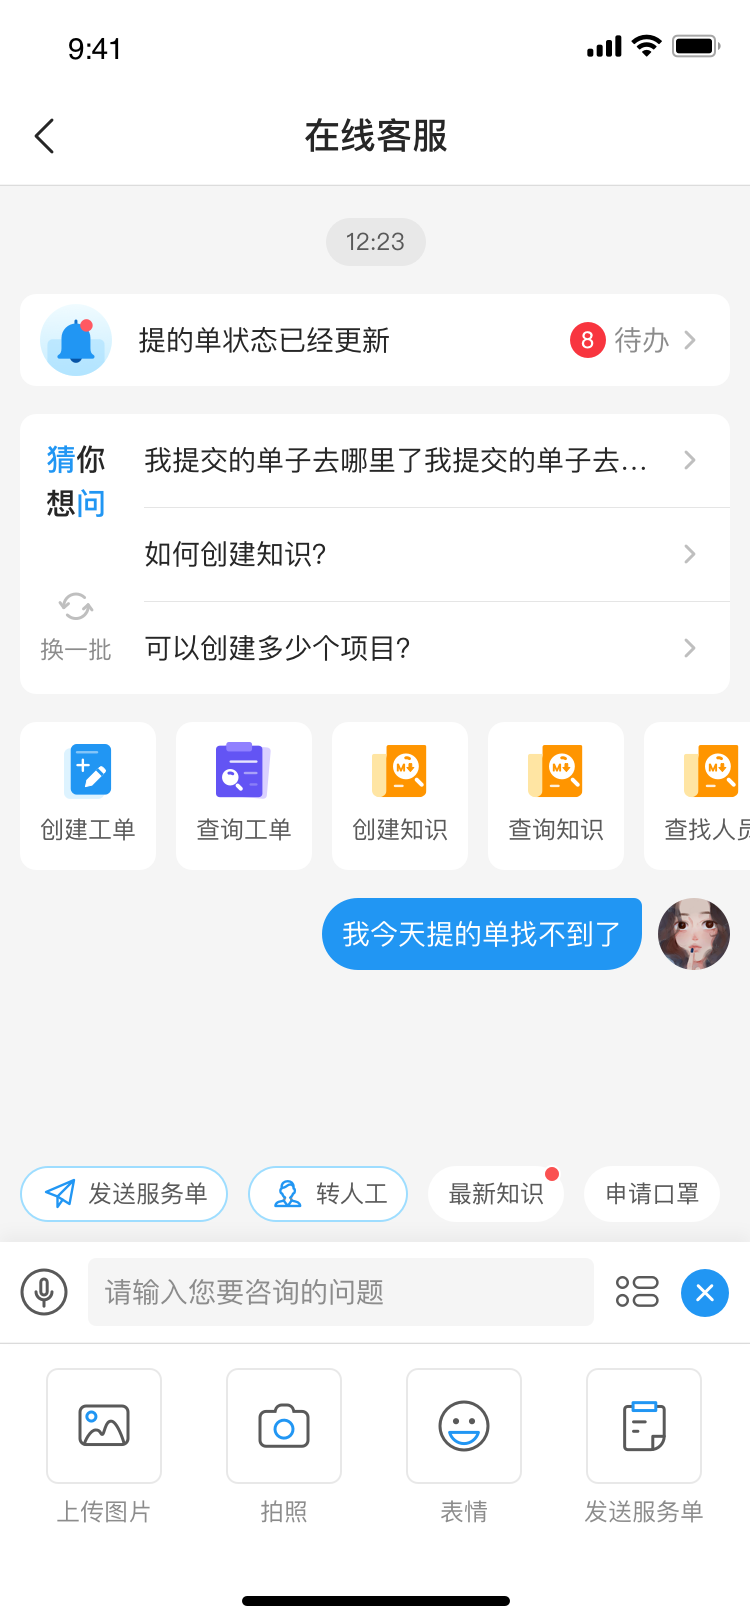 9:41
在线客服
12:23
提的单状态已经更新
8 待办
猜你
想问
换一批
我提交的单子去哪里了我提交的单子去...
如何创建知识?
可以创建多少个项目?
创建工单 查询工单 创建知识 查询知识 查找人员
我今天提的单找不到了
发送服务单 转人工 最新知识 申请口罩
请输入您要咨询的问题
上传图片 拍照 表情 发送服务单